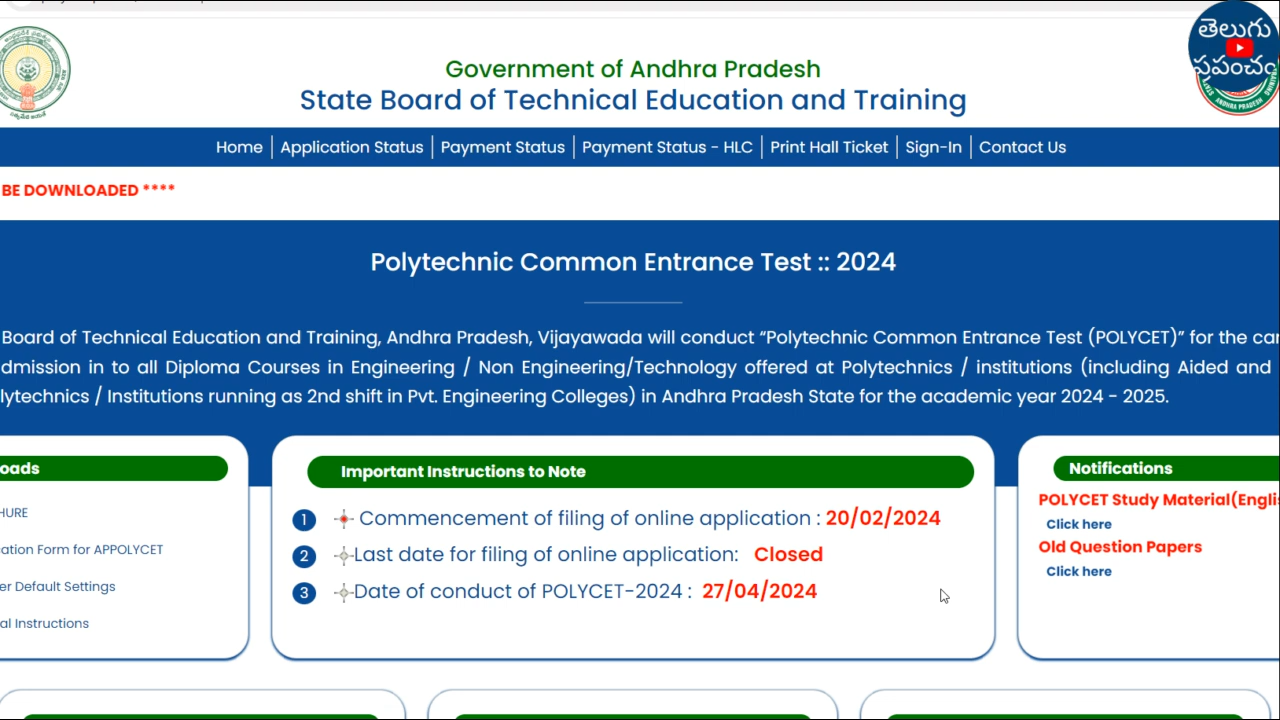 తెలుగు
ప్రపంచం
ANDHRA PRADESH
Government of Andhra Pradesh
State Board of Technical Education and Training
Home
Application Status
Payment Status
Payment Status - HLC
Print Hall Ticket
Sign-In
Contact Us
BE DOWNLOADED ****
Polytechnic Common Entrance Test :: 2024
Board of Technical Education and Training, Andhra Pradesh, Vijayawada will conduct “Polytechnic Common Entrance Test (POLYCET)” for the can
dmission in to all Diploma Courses in Engineering / Non Engineering/Technology offered at Polytechnics / institutions (including Aided and
lytechnics / Institutions running as 2nd shift in Pvt. Engineering Colleges) in Andhra Pradesh State for the academic year 2024 - 2025.
oads
HURE
ation Form for APPOLYCET
er Default Settings
al Instructions
Important Instructions to Note
1 Commencement of filing of online application : 20/02/2024
2 Last date for filing of online application: Closed
3 Date of conduct of POLYCET-2024 : 27/04/2024
Notifications
POLYCET Study Material(Englis
Click here
Old Question Papers
Click here